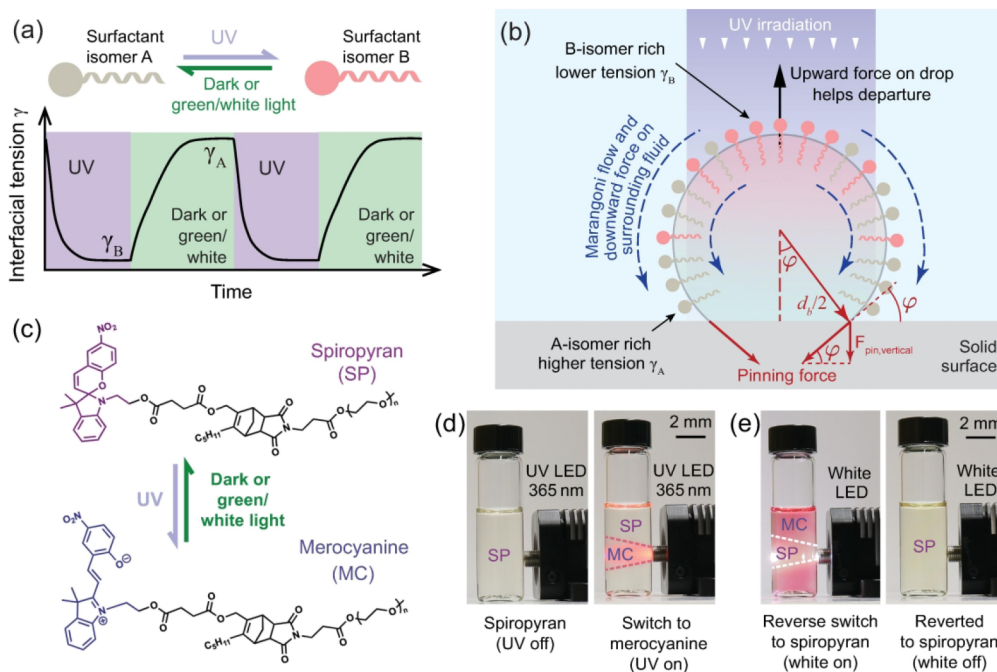 (a)
Surfactant
isomer A
UV
Dark or
green/white light
Surfactant
isomer B
Interfacial tension γ
UV
γB
γA
Dark or
green/
white
UV
Dark or
green/
white
Time
(b)
UV irradiation
B-isomer rich
lower tension γB
Upward force on drop
helps departure
Marangoni flow and
downward force on
surrounding fluid
φ
db/2
φ
A-isomer rich
higher tension γA
φ
Fpin,vertical
Pinning force
Solid
surface
(c)
NO2
O
N
O
O
O
O
C5H11
O
N
O
O
O
O
n
Spiropyran
(SP)
UV
Dark or
green/
white light
Merocyanine
(MC)
O2N
O⊖
N
⊕
O
O
O
O
C5H11
O
N
O
O
O
O
n
(d)
UV LED
365 nm
SP
Spiropyran
(UV off)
2 mm
UV LED
365 nm
SP
MC
Switch to
merocyanine
(UV on)
(e)
White
LED
MC
SP
Reverse switch
to spiropyran
(white on)
2 mm
White
LED
SP
Reverted
to spiropyran
(white off)